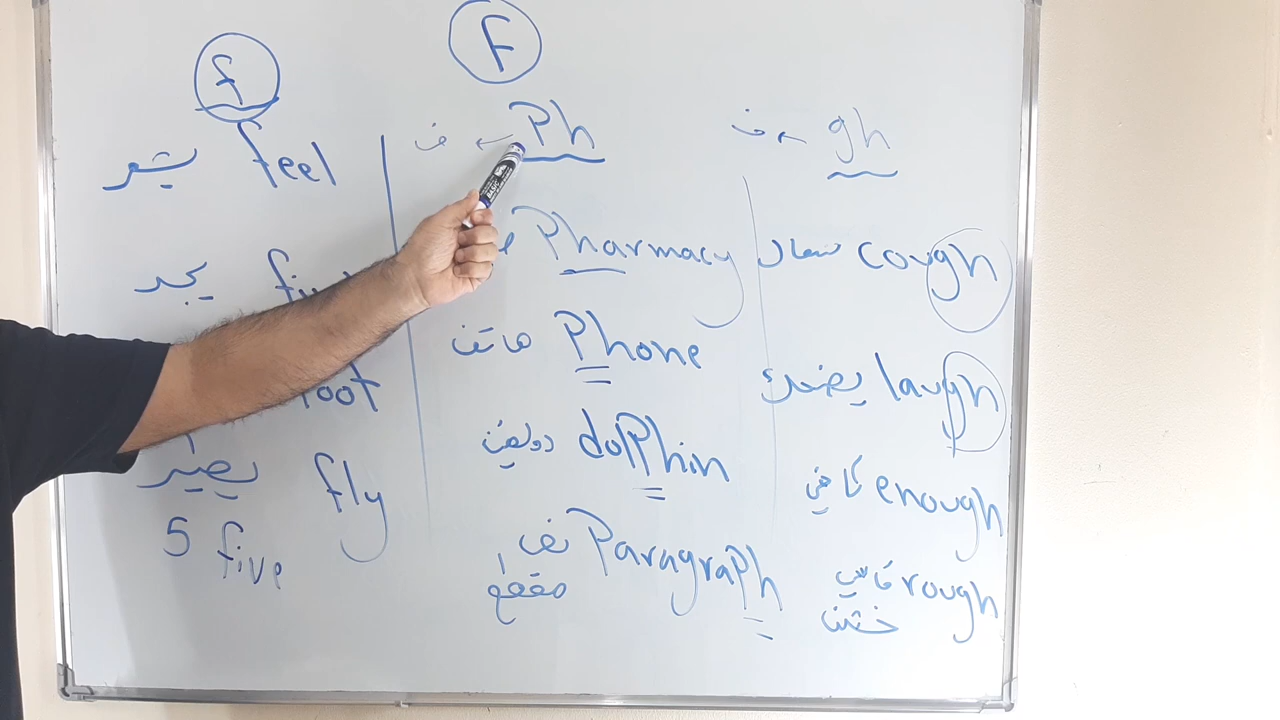 F
f
feel يشعر
يجد
fly يطير
5 five
Ph ← ف
Pharmacy
Phone هاتف
dolPhin دولفين
ParagraPh نص
مقطع
gh ← ف
cough سعال
laugh يضحك
enough كافي
rough قاسي
خشن